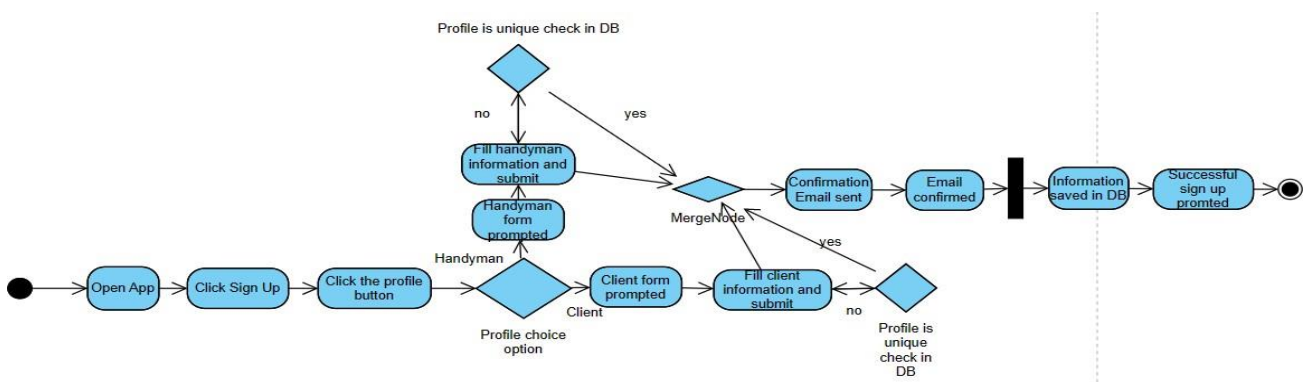 Profile is unique check in DB
no
yes
Fill handyman
information and
submit
Handyman
form
prompted
Confirmation
Email sent
Email
confirmed
Information
saved in DB
Successful
sign up
promted
MergeNode
Handyman
yes
Open App
Click Sign Up
Click the profile
button
Client form
prompted
Fill client
information and
submit
Client
no
Profile choice
option
Profile is
unique
check in
DB